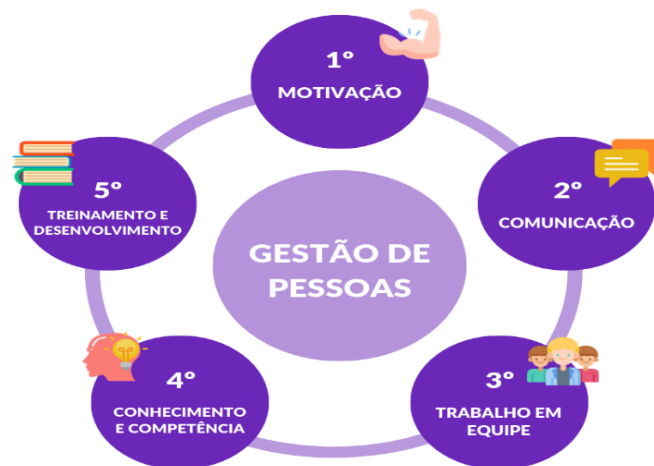 1º
MOTIVAÇÃO
2º
COMUNICAÇÃO
3º
TRABALHO EM
EQUIPE
4º
CONHECIMENTO
E COMPETÊNCIA
5º
TREINAMENTO E
DESENVOLVIMENTO
GESTÃO DE
PESSOAS